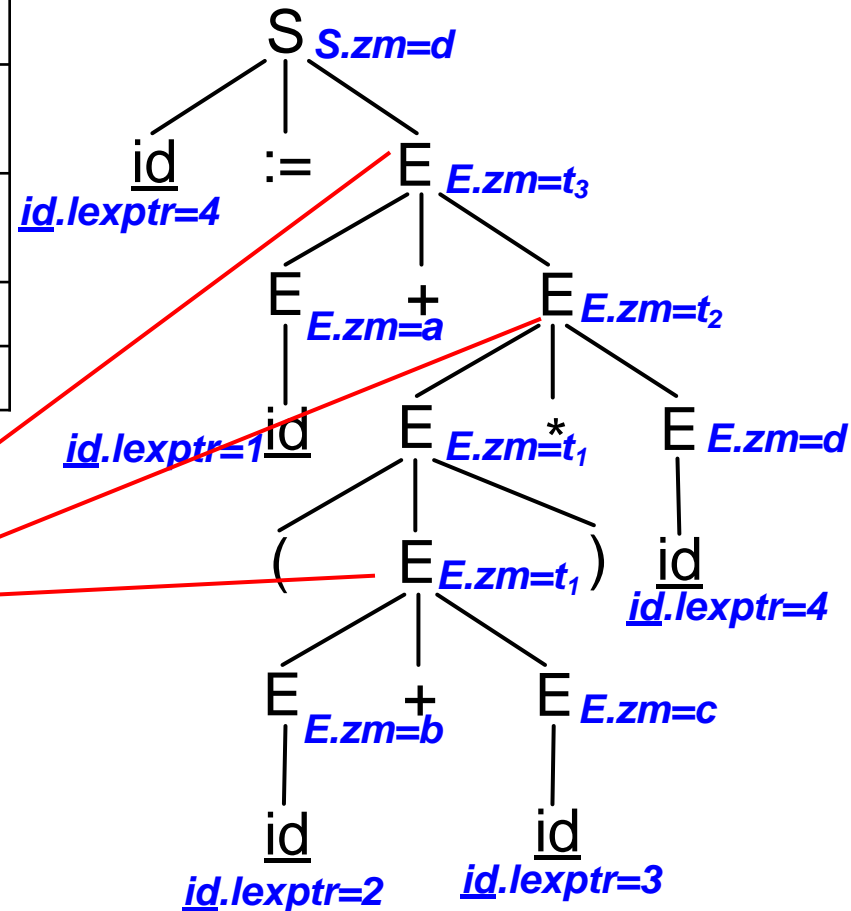 S S.zm=d
id := E E.zm=t₃
id.lexptr=4
E E.zm=a + E E.zm=t₂
id.lexptr=1 id E E.zm=t₁ * E E.zm=d
( E E.zm=t₁ ) id
id.lexptr=4
E E.zm=b + E E.zm=c
id id
id.lexptr=2 id.lexptr=3